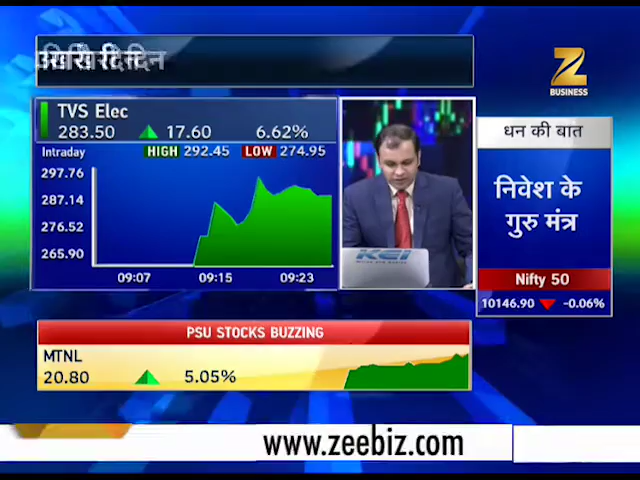 BUSINESS
TVS Elec
283.50 17.60 6.62%
Intraday HIGH 292.45 LOW 274.95
297.76
287.14
276.52
265.90
09:07 09:15 09:23
KEI
धन की बात
निवेश के
गुरु मंत्र
Nifty 50
10146.90 -0.06%
PSU STOCKS BUZZING
MTNL
20.80 5.05%
www.zeebiz.com